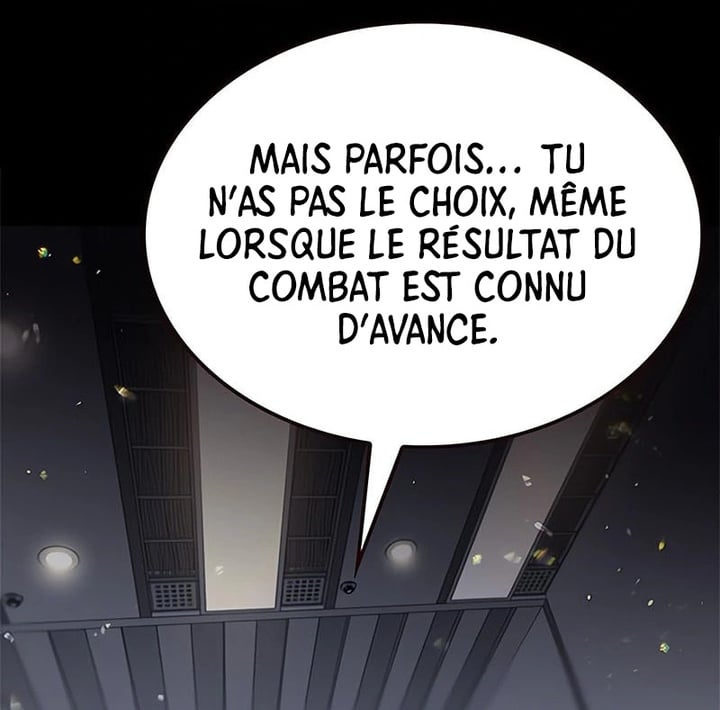 MAIS PARFOIS... TU
N'AS PAS LE CHOIX, MÊME
LORSQUE LE RÉSULTAT DU
COMBAT EST CONNU
D'AVANCE.